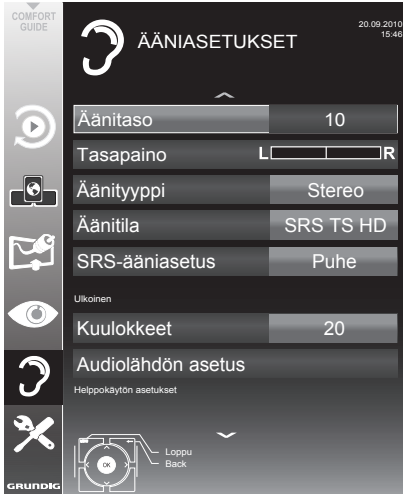 COMFORT
GUIDE
ÄÄNIASETUKSET
20.09.2010
15:46
Äänitaso 10
Tasapaino L R
Äänityyppi Stereo
Äänitila SRS TS HD
SRS-ääniasetus Puhe
Ulkoinen
Kuulokkeet 20
Audiolähdön asetus
Helppokäytön asetukset
Loppu
OK Back
GRUNDIG